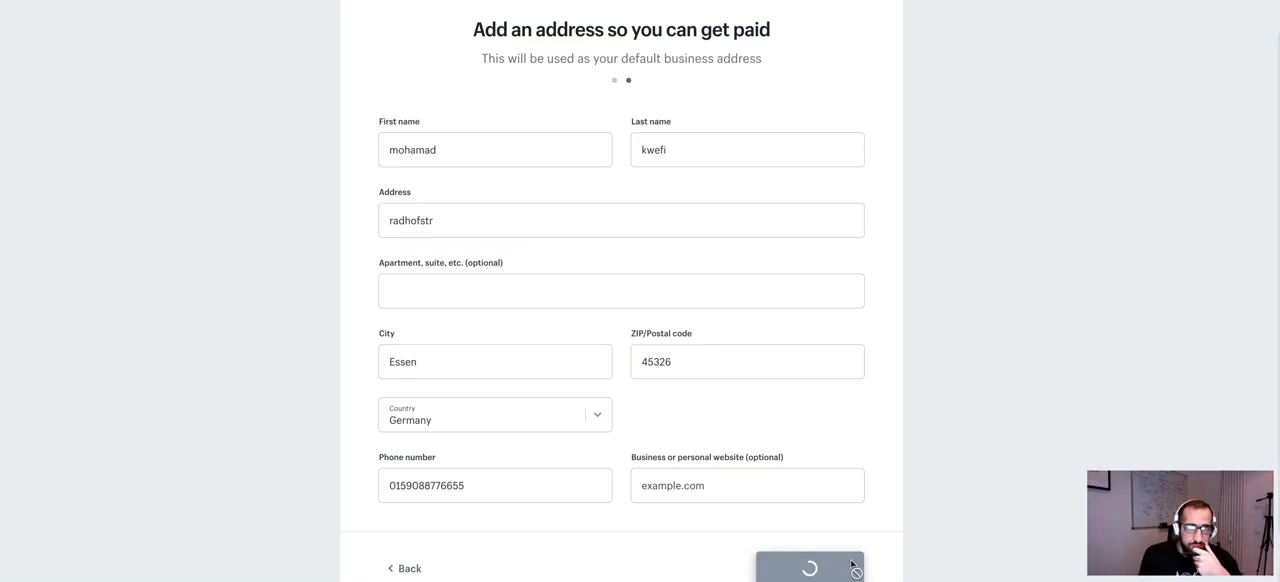 Add an address so you can get paid
This will be used as your default business address
First name
Last name
mohamad
kwefi
Address
radhofstr
Apartment, suite, etc. (optional)
City
ZIP/Postal code
Essen
45326
Country
Germany
Phone number
Business or personal website (optional)
0159088776655
example.com
Back